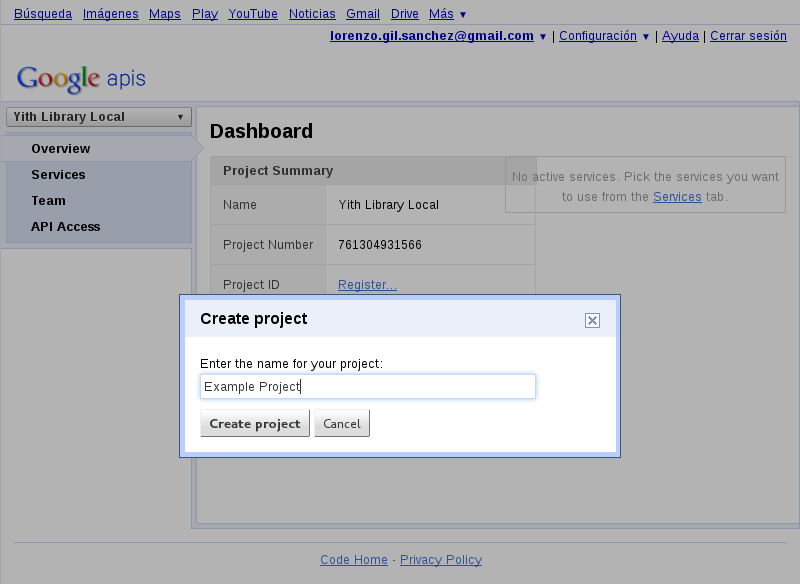 Búsqueda Imágenes Maps Play YouTube Noticias Gmail Drive Más ▼
lorenzo.gil.sanchez@gmail.com ▼ | Configuración ▼ | Ayuda | Cerrar sesión
Google apis
Yith Library Local ▼
Overview
Services
Team
API Access
Dashboard
Project Summary
Name Yith Library Local
Project Number 761304931566
Project ID Register...
No active services. Pick the services you want
to use from the Services tab.
Create project
Enter the name for your project:
Example Project
Create project Cancel
Code Home · Privacy Policy